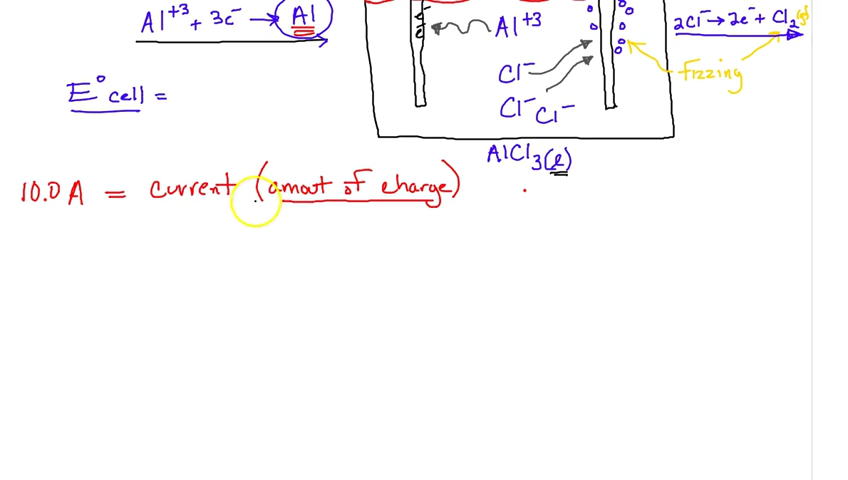 Al⁺³ + 3e⁻ → Al
e⁻
e
Al⁺³
2Cl⁻ → 2e⁻ + Cl₂(g)
Cl⁻
Fizzing
E° cell =
Cl⁻ Cl⁻
AlCl₃(l)
10.0 A = current (amout of charge)